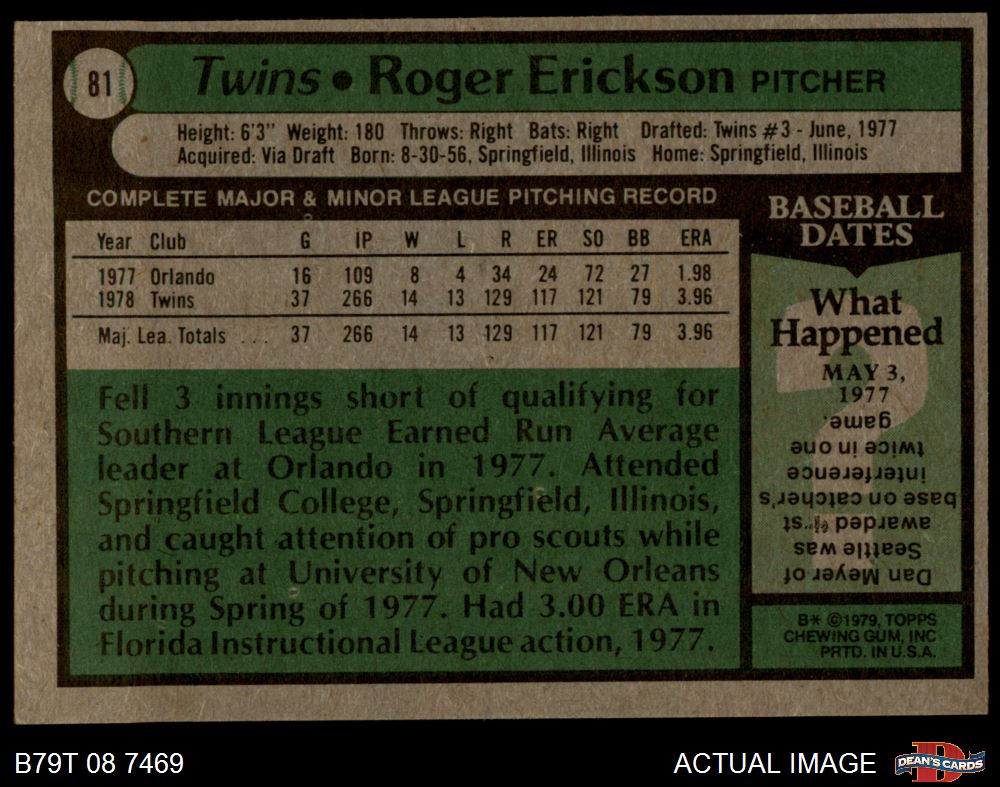 81
Twins • Roger Erickson PITCHER
Height: 6'3" Weight: 180 Throws: Right Bats: Right Drafted: Twins #3 - June, 1977
Acquired: Via Draft Born: 8-30-56, Springfield, Illinois Home: Springfield, Illinois
COMPLETE MAJOR & MINOR LEAGUE PITCHING RECORD
Year Club G IP W L R ER SO BB ERA
1977 Orlando 16 109 8 4 34 24 72 27 1.98
1978 Twins 37 266 14 13 129 117 121 79 3.96
Maj. Lea. Totals ... 37 266 14 13 129 117 121 79 3.96
Fell 3 innings short of qualifying for
Southern League Earned Run Average
leader at Orlando in 1977. Attended
Springfield College, Springfield, Illinois,
and caught attention of pro scouts while
pitching at University of New Orleans
during Spring of 1977. Had 3.00 ERA in
Florida Instructional League action, 1977.
BASEBALL
DATES
What
Happened
MAY 3,
1977
Dan Meyer of
Seattle was
awarded 1st
base on catcher's
interference
twice in one
game.
B* ©1979, TOPPS
CHEWING GUM, INC
PRTD. IN U.S.A.
B79T 08 7469
ACTUAL IMAGE
DEAN'S CARDS